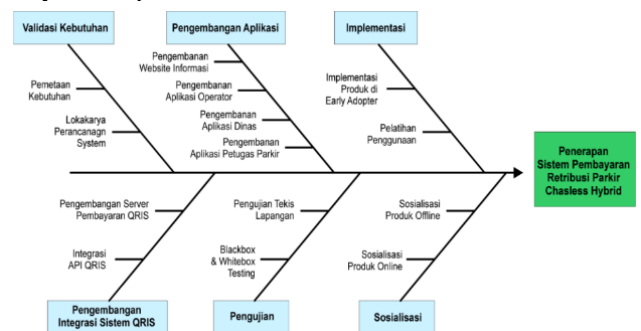 Validasi Kebutuhan
Pengembangan Aplikasi
Implementasi
Pemetaan
Kebutuhan
Lokakarya
Perancanagn
System
Pengembanan
Website Informasi
Pengembanan
Aplikasi Operator
Pengembanan
Aplikasi Dinas
Pengembanan
Aplikasi Petugas Parkir
Implementasi
Produk di
Early Adopter
Pelatihan
Penggunaan
Penerapan
Sistem Pembayaran
Retribusi Parkir
Chasless Hybrid
Pengembangan Server
Pembayaran QRIS
Integrasi
API QRIS
Pengujian Tekis
Lapangan
Blackbox
& Whitebox
Testing
Sosialisasi
Produk Offline
Sosialisasi
Produk Online
Pengembangan
Integrasi Sistem QRIS
Pengujian
Sosialisasi